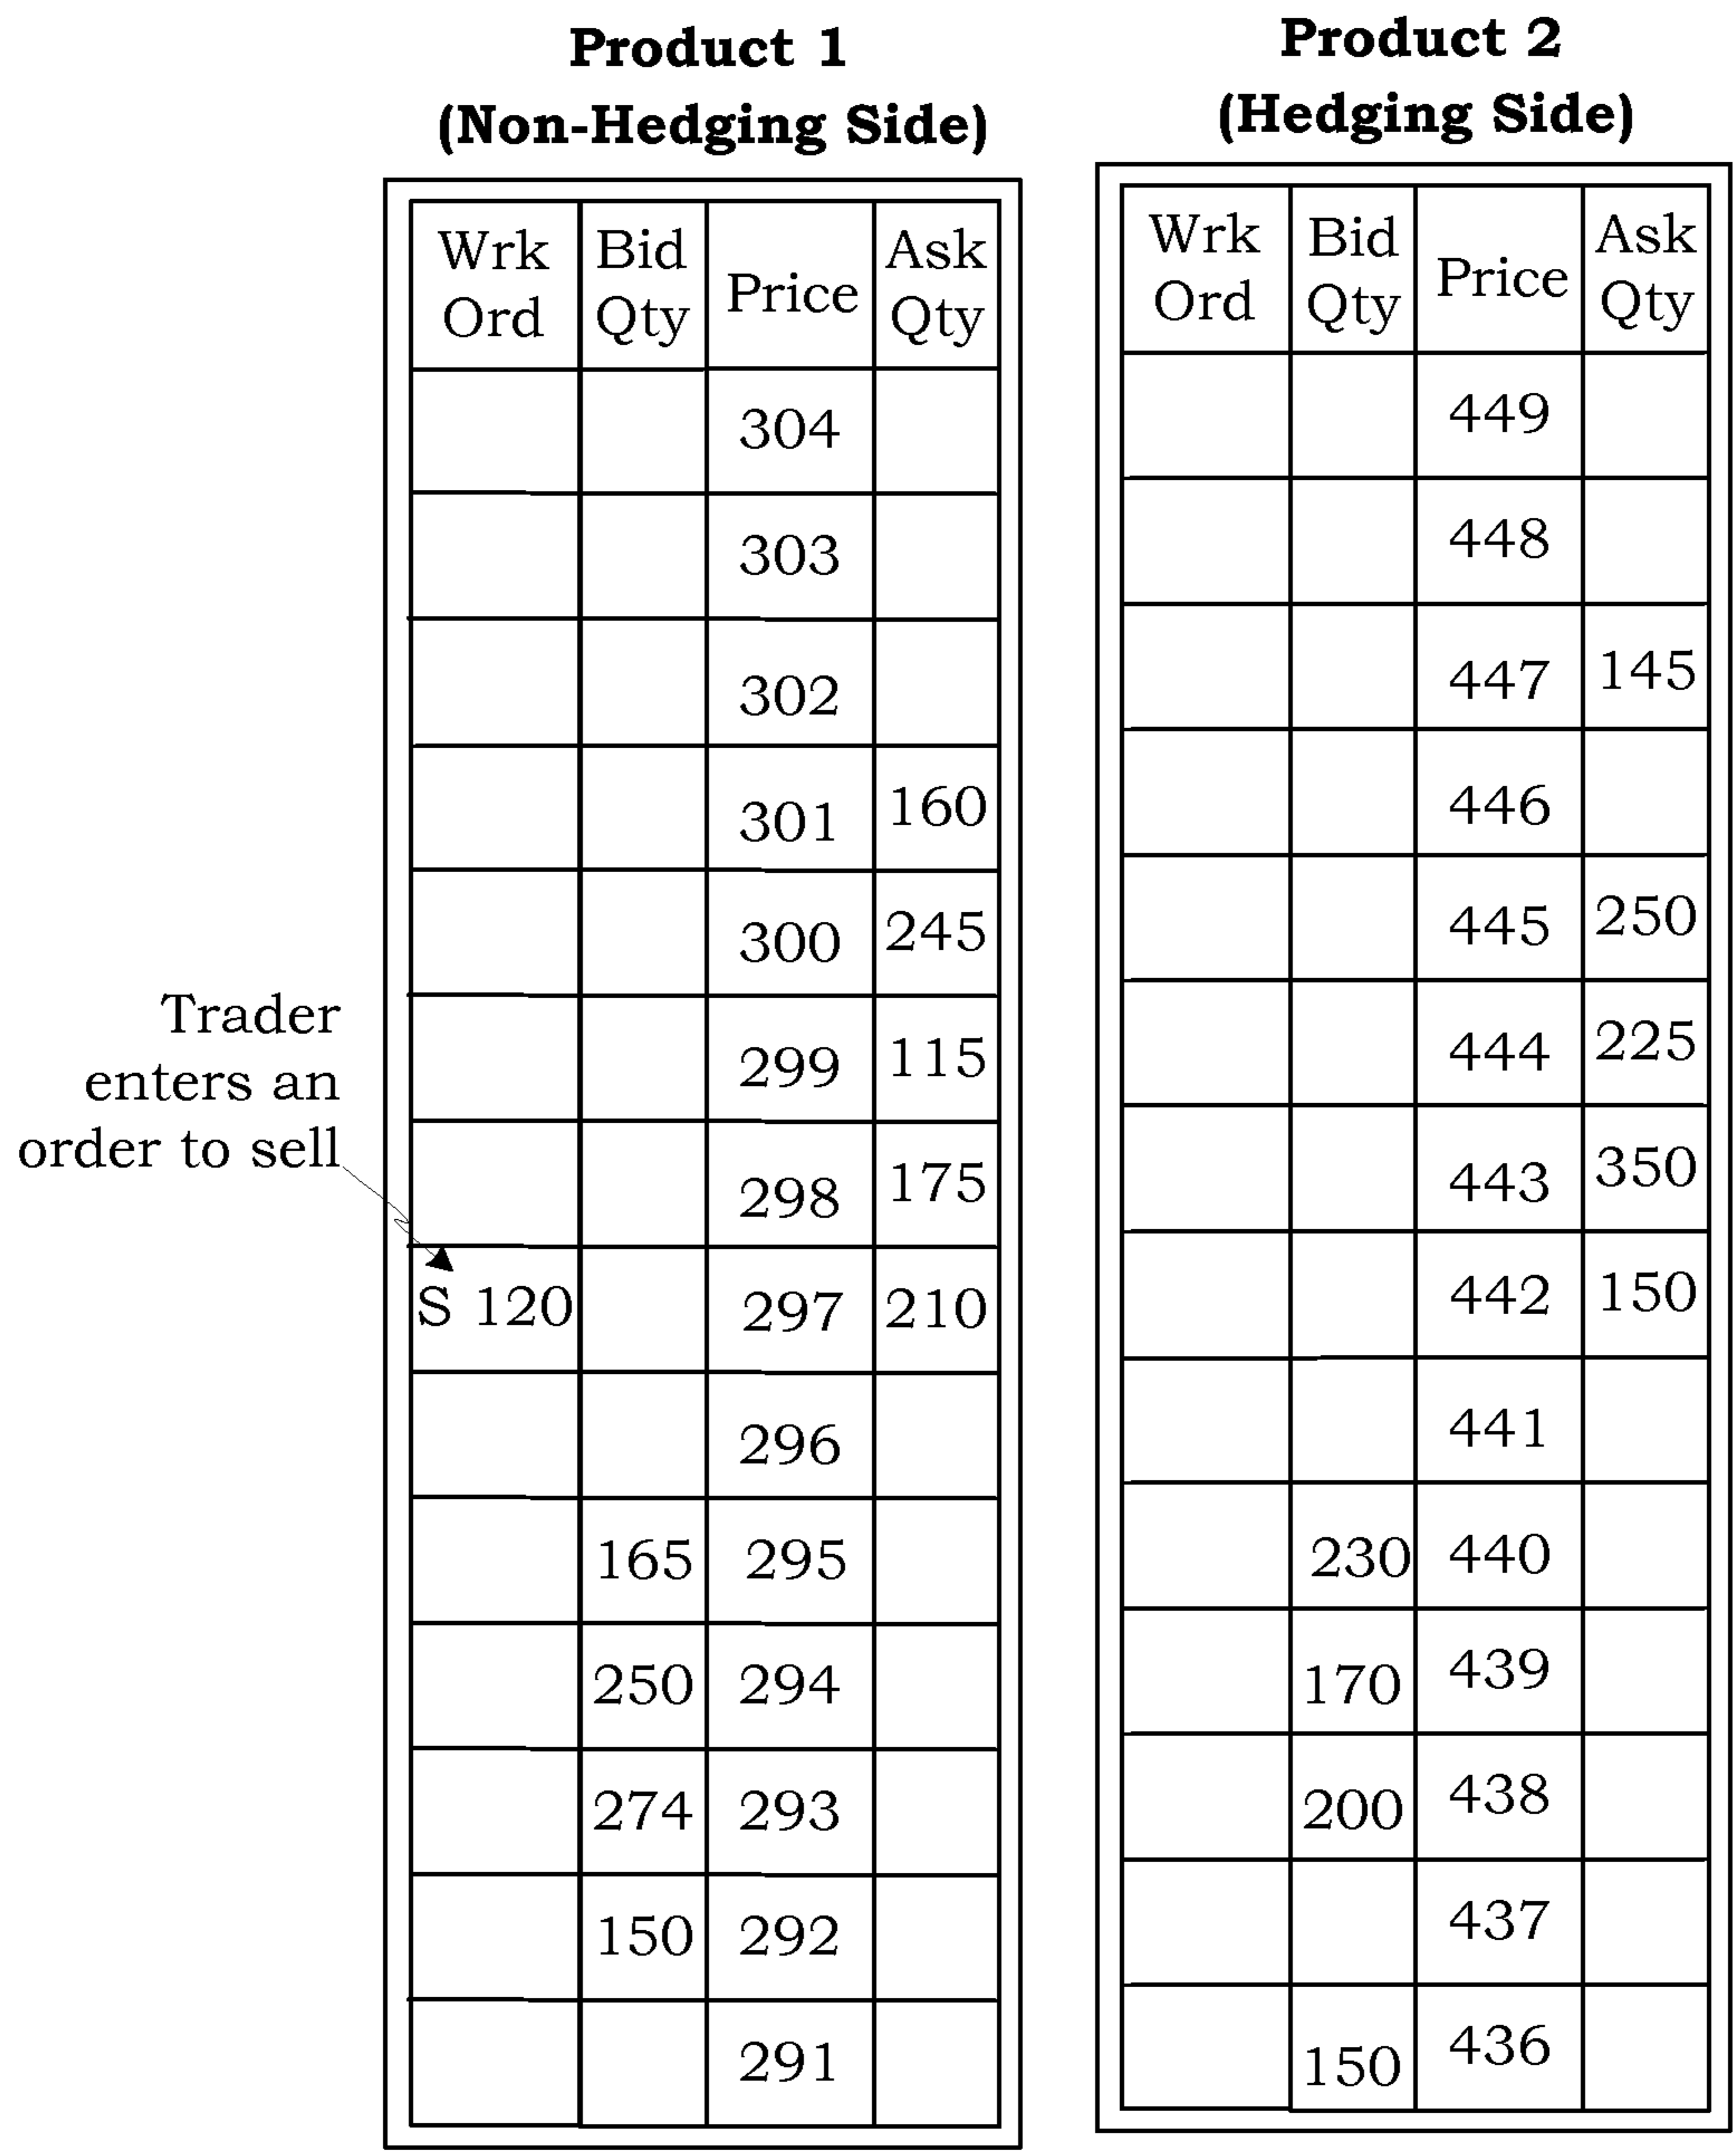 Product 1
(Non-Hedging Side)
Wrk Ord Bid Qty Price Ask Qty
304
303
302
301 160
300 245
299 115
298 175
Trader
enters an
order to sell
S 120 297 210
296
165 295
250 294
274 293
150 292
291
Product 2
(Hedging Side)
Wrk Ord Bid Qty Price Ask Qty
449
448
447 145
446
445 250
444 225
443 350
442 150
441
230 440
170 439
200 438
437
150 436